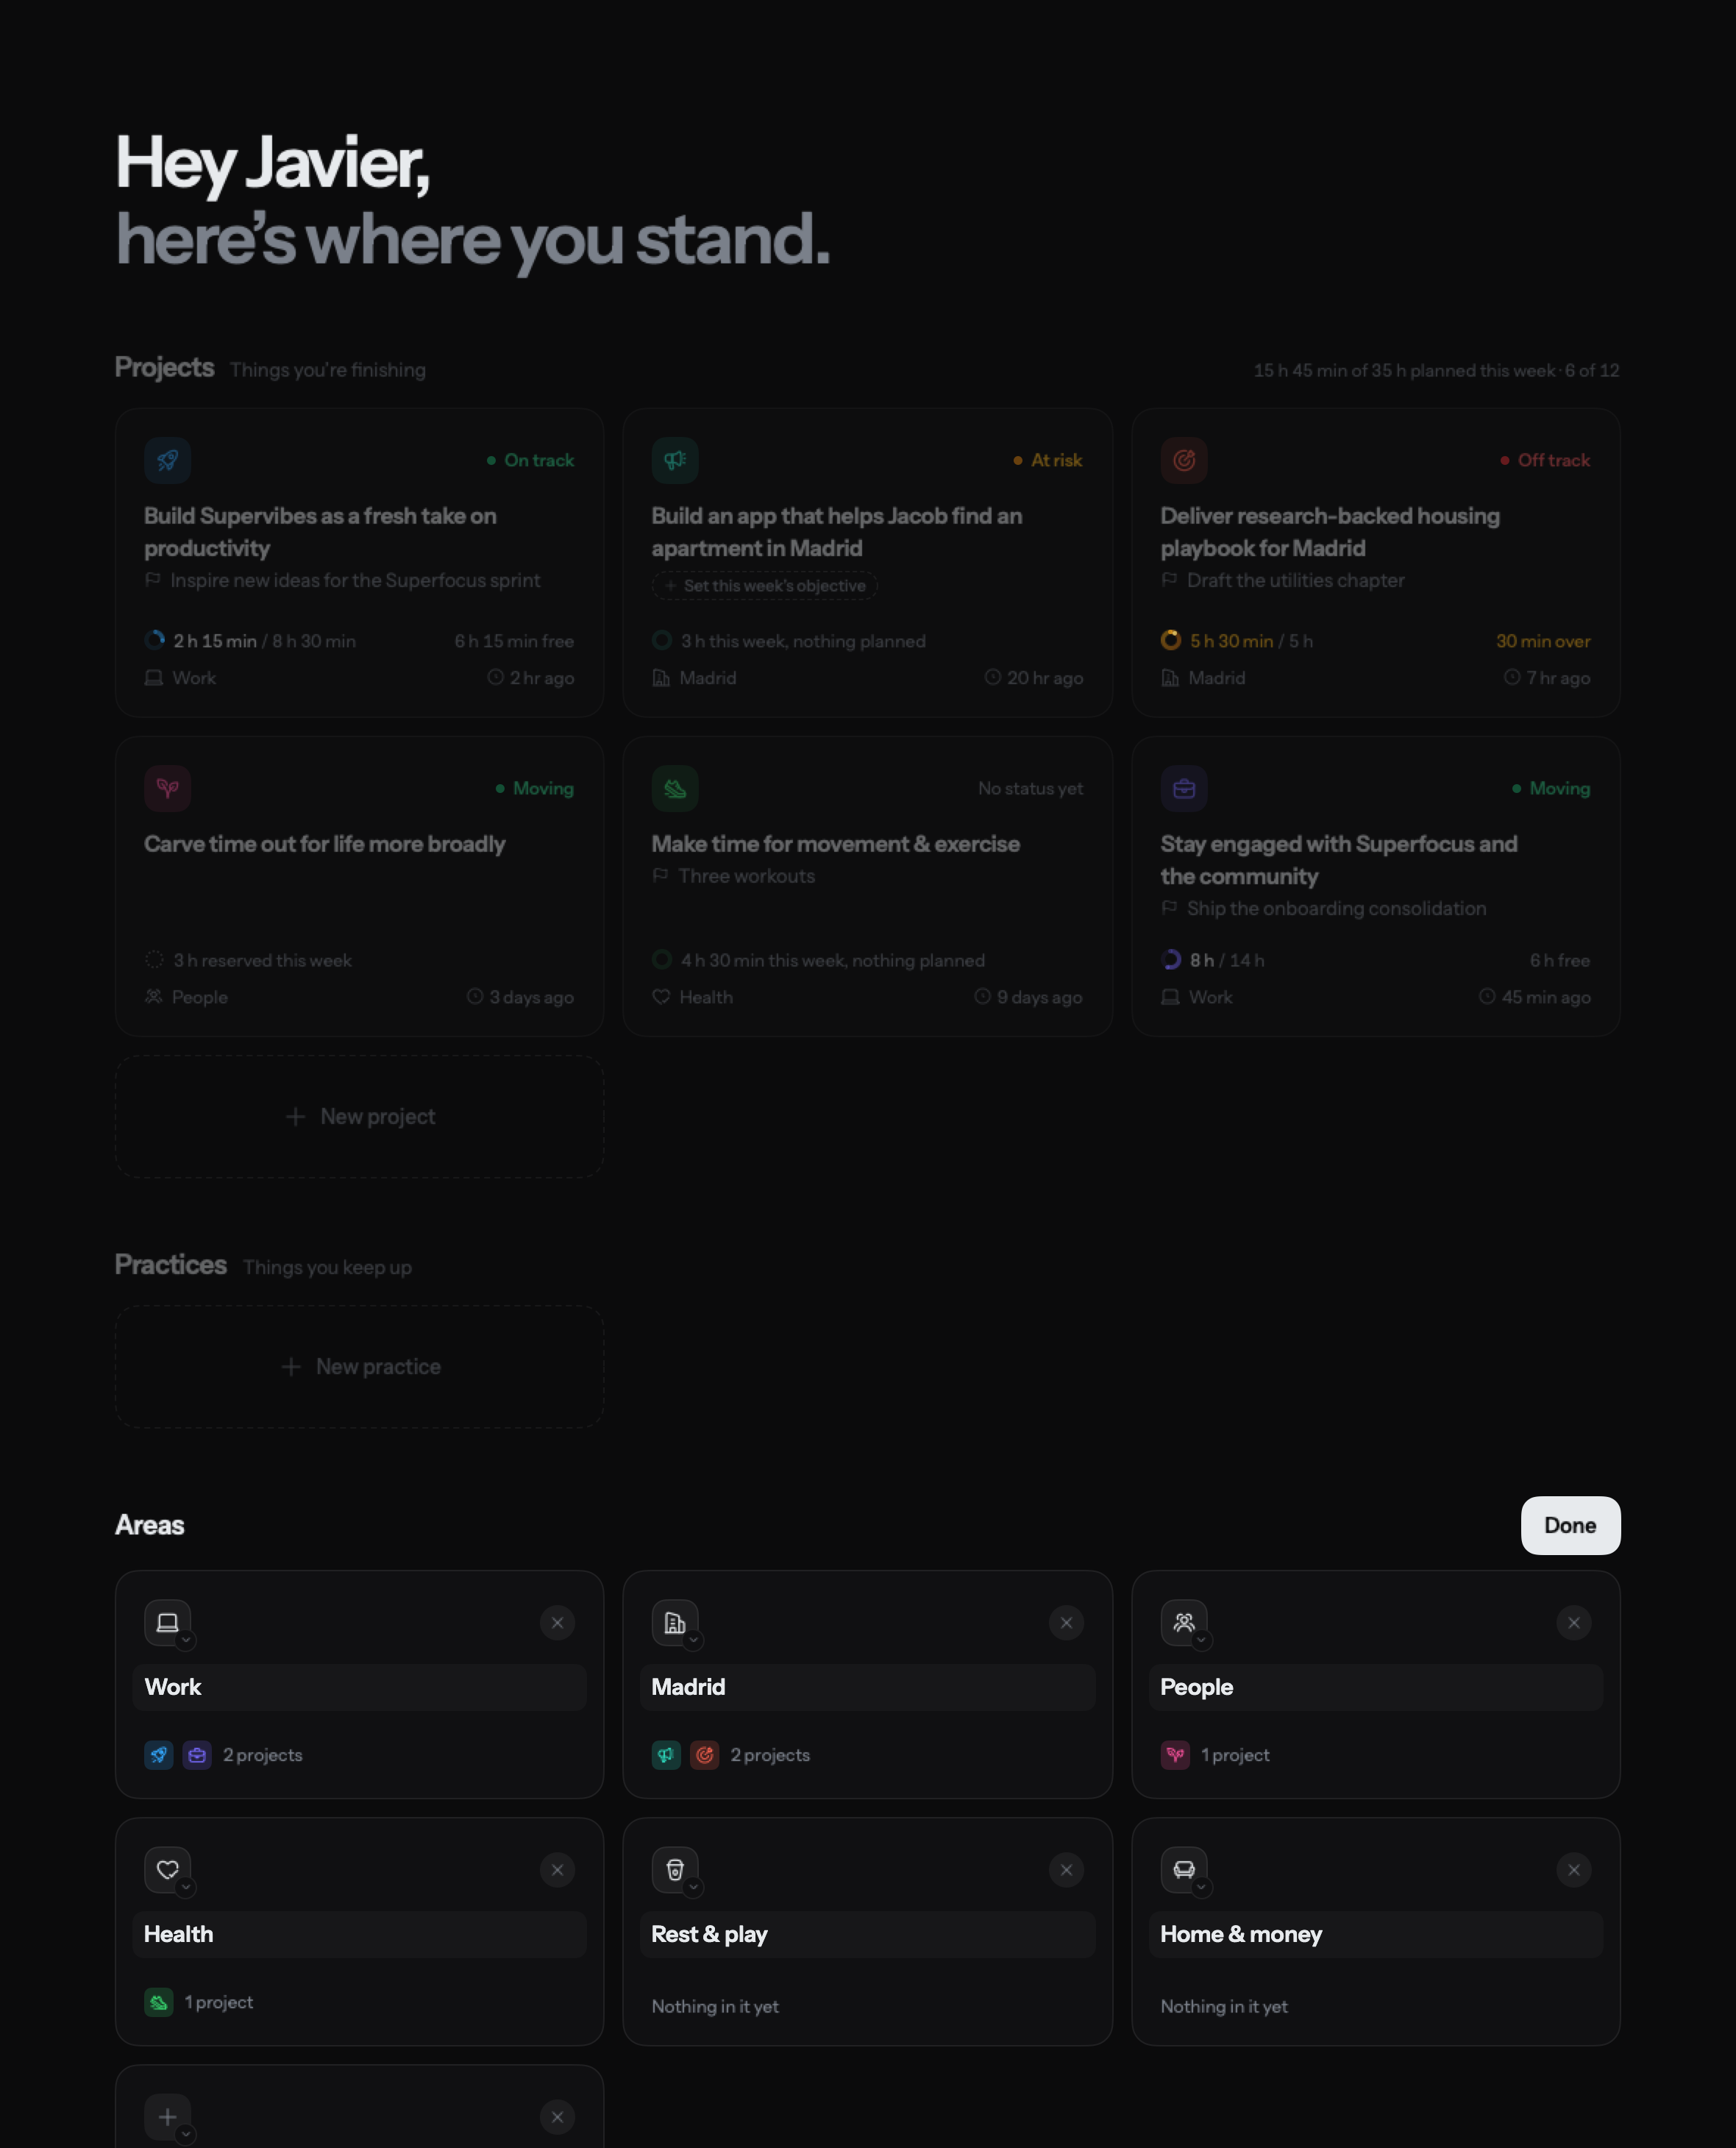 Hey Javier,
here’s where you stand.
Projects Things you’re finishing
15 h 45 min of 35 h planned this week · 6 of 12
On track
Build Supervibes as a fresh take on
productivity
Inspire new ideas for the Superfocus sprint
2 h 15 min / 8 h 30 min 6 h 15 min free
Work 2 hr ago
At risk
Build an app that helps Jacob find an
apartment in Madrid
Set this week’s objective
3 h this week, nothing planned
Madrid 20 hr ago
Off track
Deliver research-backed housing
playbook for Madrid
Draft the utilities chapter
5 h 30 min / 5 h 30 min over
Madrid 7 hr ago
Moving
Carve time out for life more broadly
3 h reserved this week
People 3 days ago
No status yet
Make time for movement & exercise
Three workouts
4 h 30 min this week, nothing planned
Health 9 days ago
Moving
Stay engaged with Superfocus and
the community
Ship the onboarding consolidation
8 h / 14 h 6 h free
Work 45 min ago
New project
Practices Things you keep up
New practice
Areas
Done
Work
2 projects
Madrid
2 projects
People
1 project
Health
1 project
Rest & play
Nothing in it yet
Home & money
Nothing in it yet